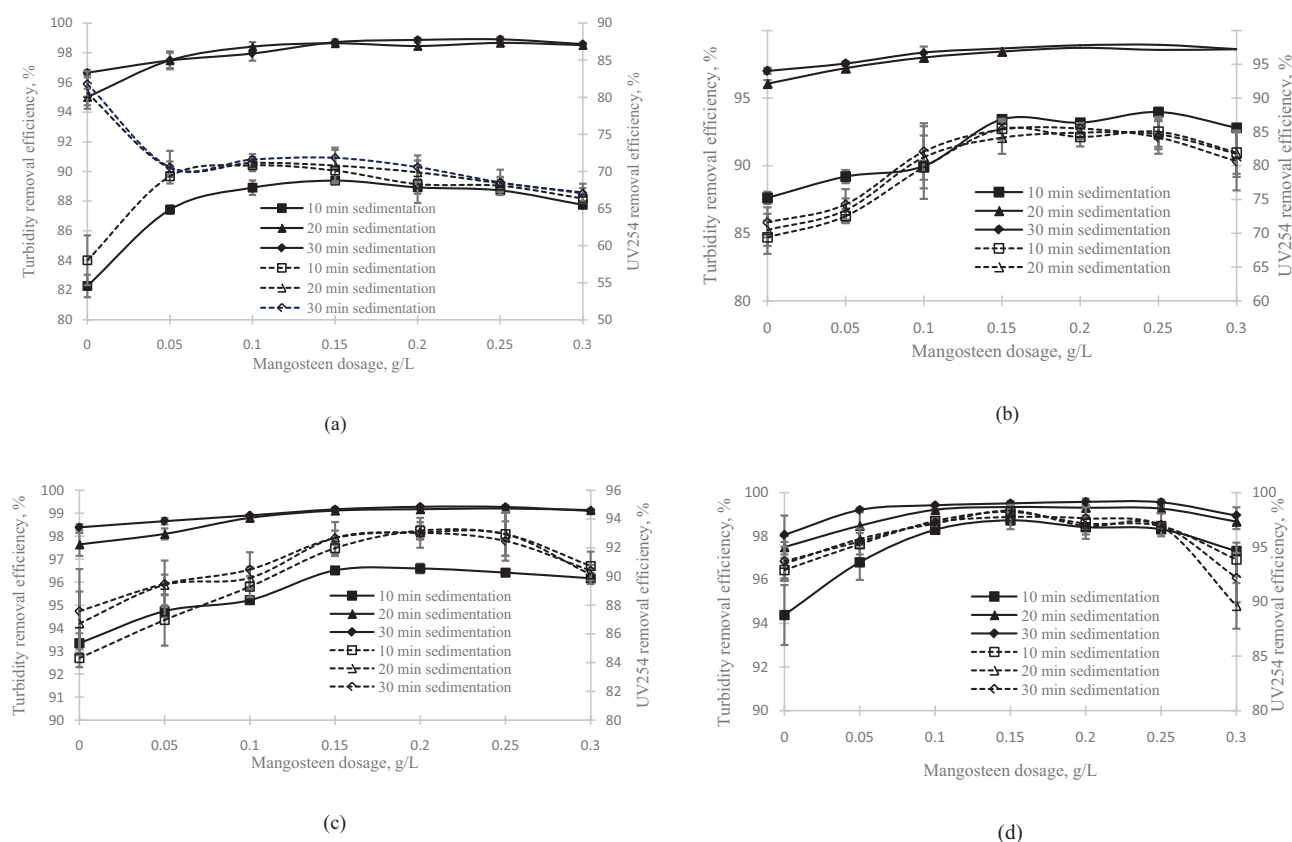 Turbidity removal efficiency, %
100
98
96
94
92
90
88
86
84
82
80
90
85
80
75
70
65
60
55
50
UV254 removal efficiency, %
10 min sedimentation
20 min sedimentation
30 min sedimentation
10 min sedimentation
20 min sedimentation
30 min sedimentation
0 0.05 0.1 0.15 0.2 0.25 0.3
Mangosteen dosage, g/L
(a)
Turbidity removal efficiency, %
95
90
85
80
95
90
85
80
75
70
65
60
UV254 removal efficiency, %
10 min sedimentation
20 min sedimentation
30 min sedimentation
10 min sedimentation
20 min sedimentation
0 0.05 0.1 0.15 0.2 0.25 0.3
Mangosteen dosage, g/L
(b)
Turbidity removal efficiency, %
100
99
98
97
96
95
94
93
92
91
90
96
94
92
90
88
86
84
82
80
UV254 removal efficiency, %
10 min sedimentation
20 min sedimentation
30 min sedimentation
10 min sedimentation
20 min sedimentation
30 min sedimentation
0 0.05 0.1 0.15 0.2 0.25 0.3
Mangosteen dosage, g/L
(c)
Turbidity removal efficiency, %
100
98
96
94
92
90
100
95
90
85
80
UV254 removal efficiency, %
10 min sedimentation
20 min sedimentation
30 min sedimentation
10 min sedimentation
20 min sedimentation
30 min sedimentation
0 0.05 0.1 0.15 0.2 0.25 0.3
Mangosteen dosage, g/L
(d)